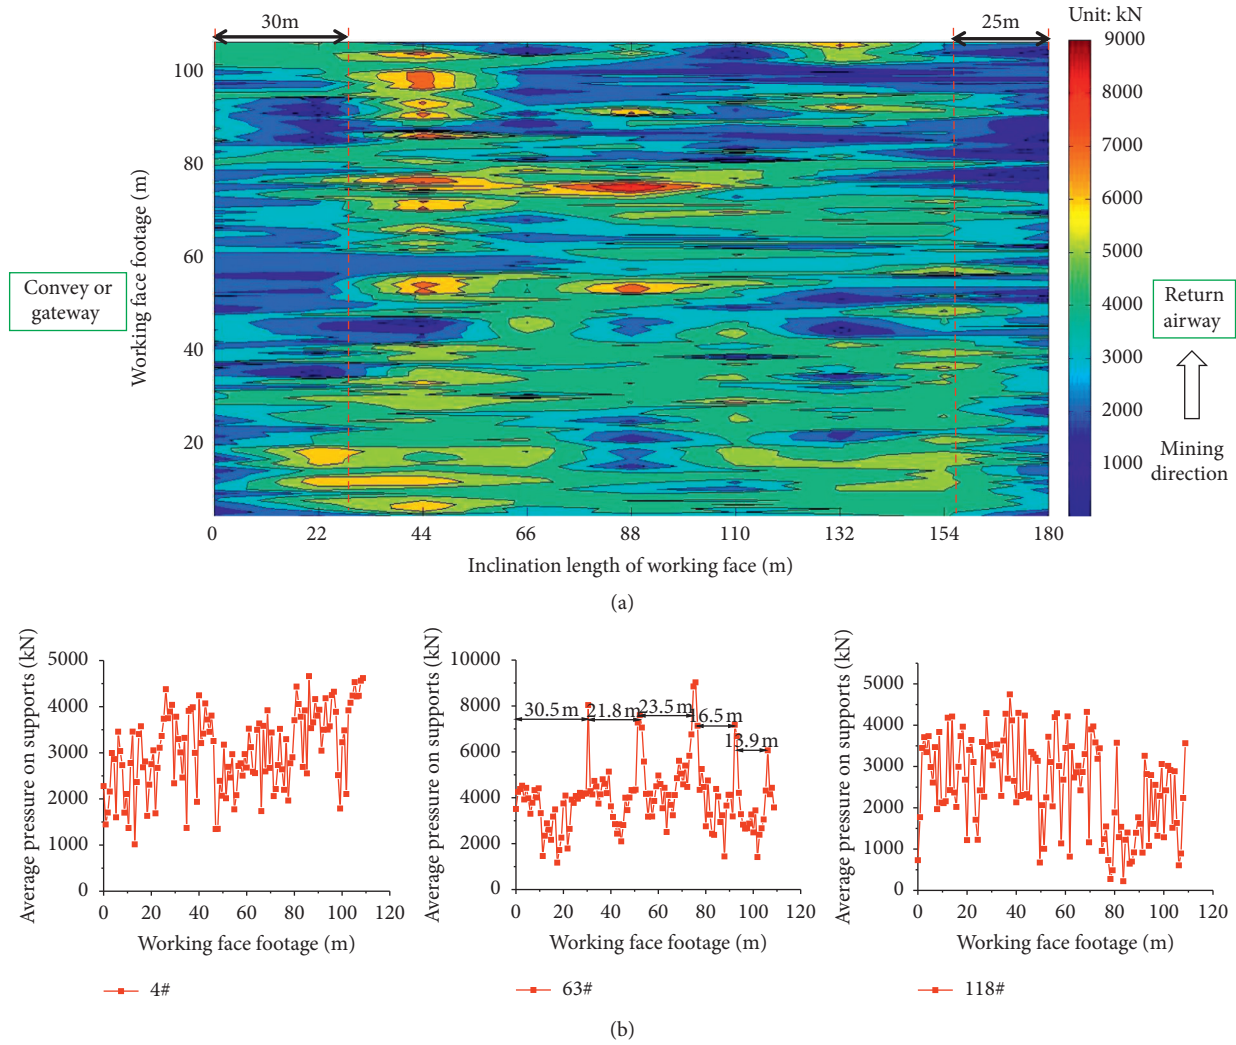 30m
25m
Unit: kN
9000
8000
7000
6000
5000
4000
3000
2000
1000
100
80
60
40
20
Working face footage (m)
Convey or
gateway
Return
airway
Mining
direction
0 22 44 66 88 110 132 154 180
Inclination length of working face (m)
(a)
Average pressure on supports (kN)
5000
4000
3000
2000
1000
0
0 20 40 60 80 100 120
Working face footage (m)
4#
Average pressure on supports (kN)
10000
8000
6000
4000
2000
0
30.5 m
21.8 m
23.5 m
16.5 m
13.9 m
0 20 40 60 80 100 120
Working face footage (m)
63#
Average pressure on supports (kN)
5000
4000
3000
2000
1000
0
0 20 40 60 80 100 120
Working face footage (m)
118#
(b)